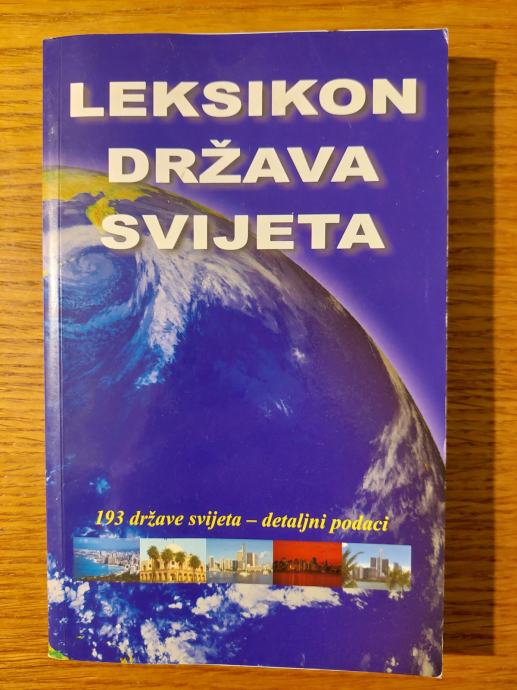 LEKSIKON
DRŽAVA
SVIJETA
193 države svijeta – detaljni podaci